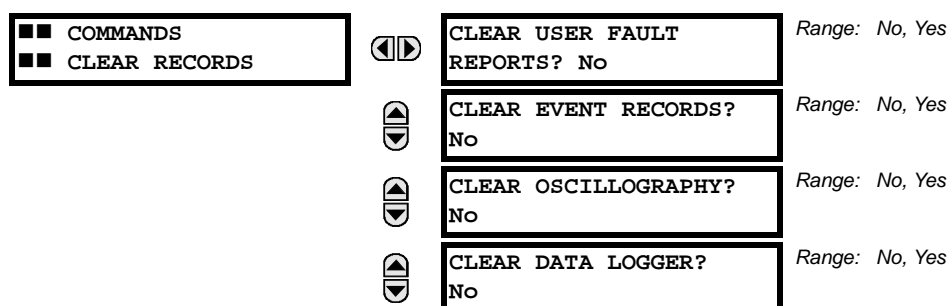 ■■ COMMANDS
■■ CLEAR RECORDS
CLEAR USER FAULT
REPORTS? No
Range: No, Yes
CLEAR EVENT RECORDS?
No
Range: No, Yes
CLEAR OSCILLOGRAPHY?
No
Range: No, Yes
CLEAR DATA LOGGER?
No
Range: No, Yes